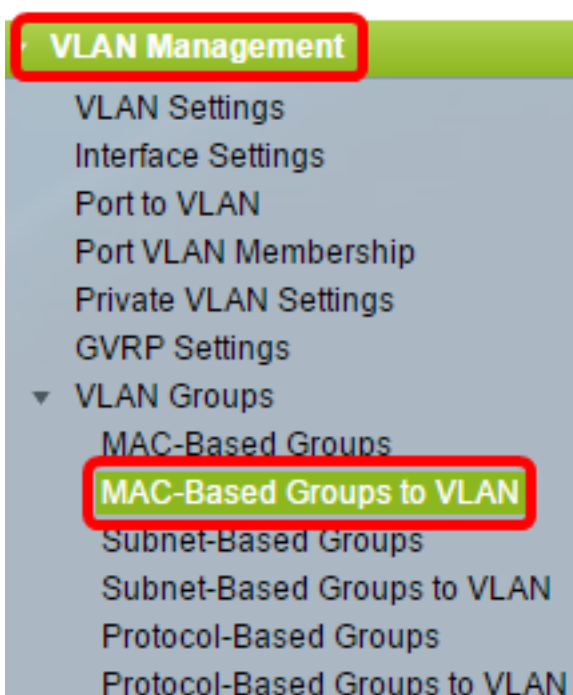 VLAN Management
VLAN Settings
Interface Settings
Port to VLAN
Port VLAN Membership
Private VLAN Settings
GVRP Settings
VLAN Groups
MAC-Based Groups
MAC-Based Groups to VLAN
Subnet-Based Groups
Subnet-Based Groups to VLAN
Protocol-Based Groups
Protocol-Based Groups to VLAN